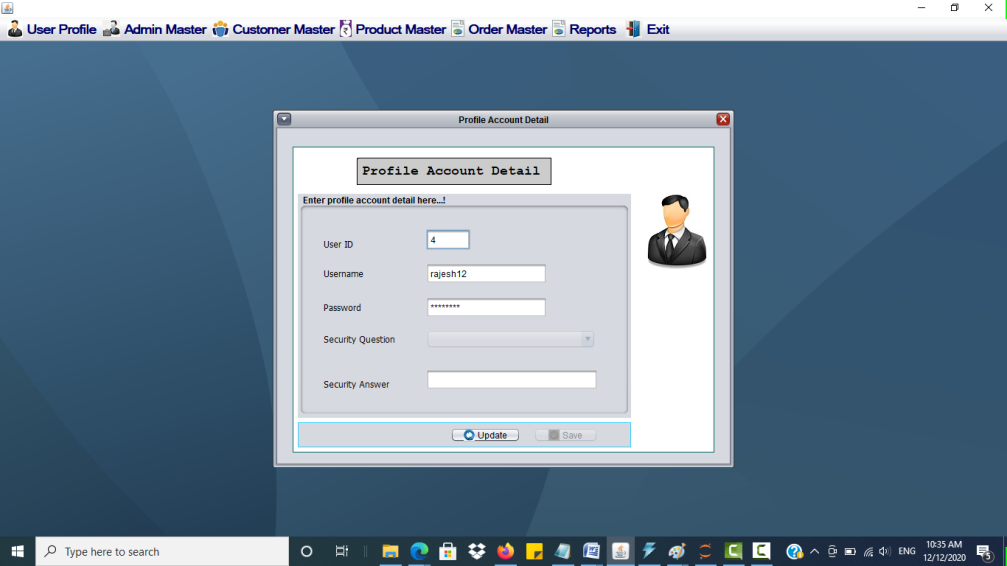 User Profile Admin Master Customer Master Product Master Order Master Reports Exit
Profile Account Detail
Profile Account Detail
Enter profile account detail here...!
User ID 4
Username rajesh12
Password ********
Security Question
Security Answer
Update Save
Type here to search
ENG 10:35 AM
12/12/2020 5